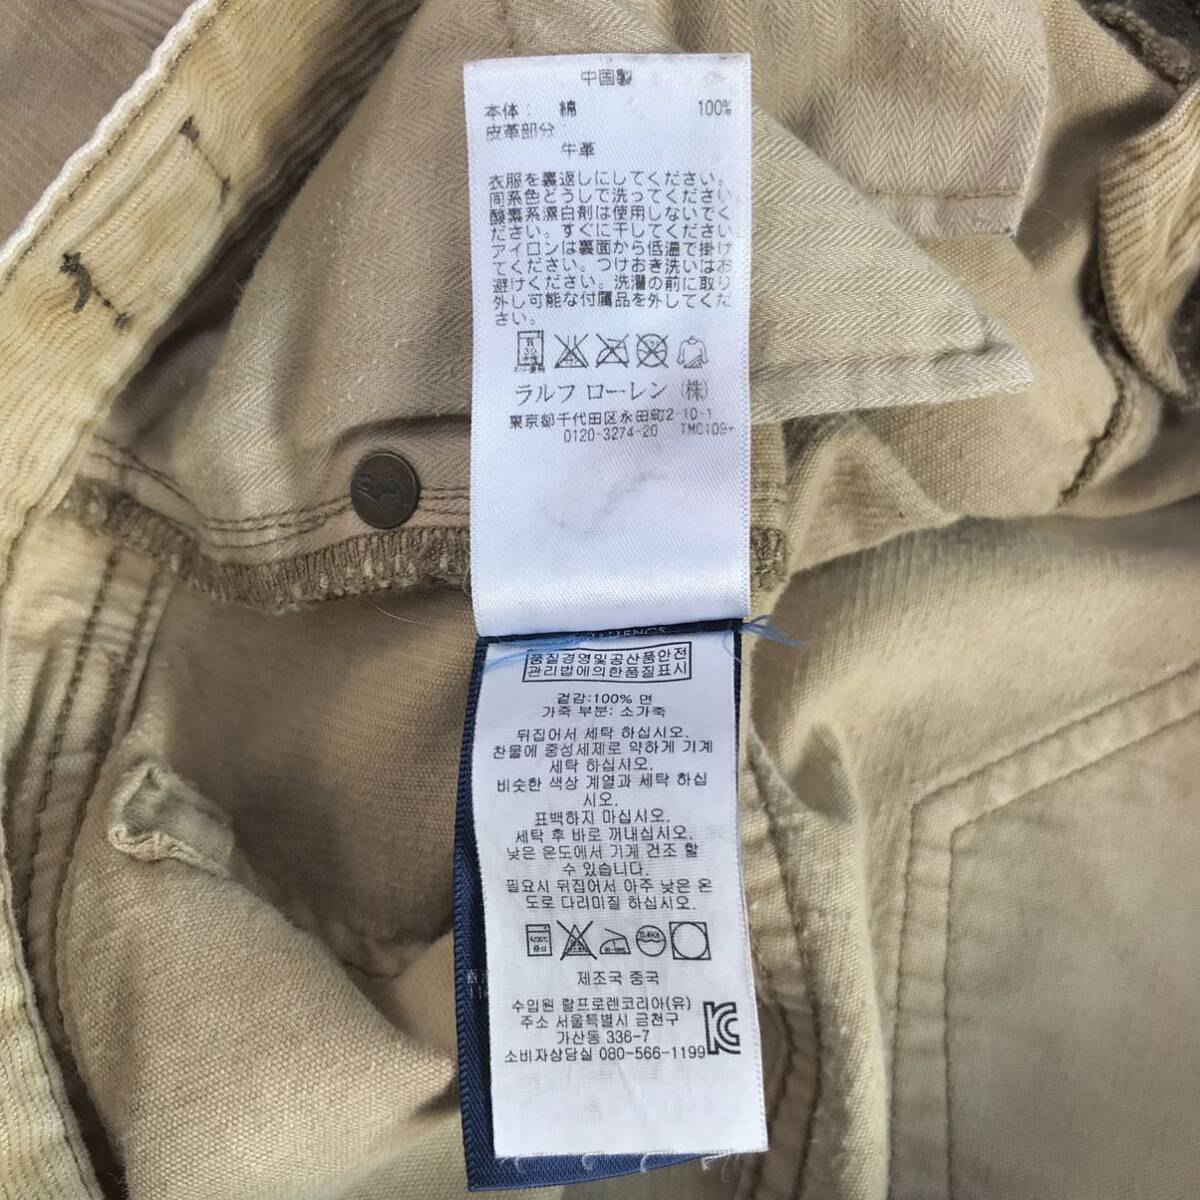 中国製
本体： 綿 100%
皮革部分：
牛革
衣服を裏返しにしてください。
同系色どうしで洗ってください。
酸素系漂白剤は使用しないでく
ださい。すぐに干してください。
アイロンは裏面から低温で掛け
てください。つけおき洗いはお
避けください。洗濯の前に取り
外し可能な付属品を外してくだ
さい。
ラルフ ローレン（株）
東京都千代田区永田町2-10-1
0120-3274-20 TMC109+
품질경영및공산품안전
관리법에의한품질표시
겉감:100% 면
가죽 부분: 소가죽
뒤집어서 세탁 하십시오.
찬물에 중성세제로 약하게 기계
세탁 하십시오.
비슷한 색상 계열과 세탁 하십
시오.
표백하지 마십시오.
세탁 후 바로 꺼내십시오.
낮은 온도에서 기계 건조 할
수 있습니다.
필요시 뒤집어서 아주 낮은 온
도로 다리미질 하십시오.
제조국 중국
수입원 랄프로렌코리아(유)
주소 서울특별시 금천구
가산동 336-7
소비자상담실 080-566-1199